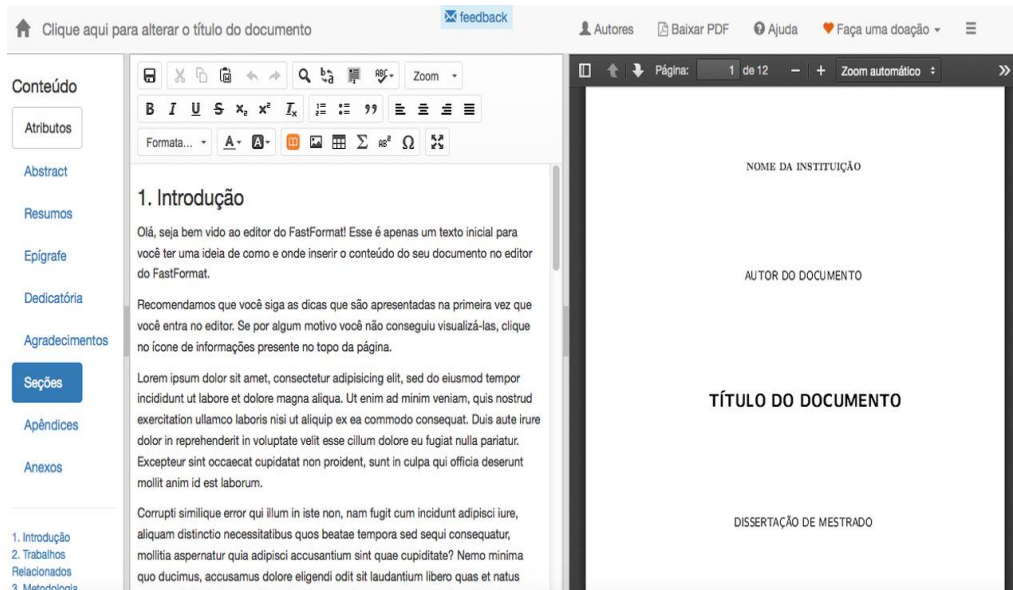 Clique aqui para alterar o título do documento
feedback
Autores
Baixar PDF
Ajuda
Faça uma doação
Conteúdo
Atributos
Abstract
Resumos
Epígrafe
Dedicatória
Agradecimentos
Seções
Apêndices
Anexos
1. Introdução
2. Trabalhos
Relacionados
3. Metodologia
Zoom
B I U S x₂ x² Iₓ
Formata...
1. Introdução
Olá, seja bem vido ao editor do FastFormat! Esse é apenas um texto inicial para
você ter uma ideia de como e onde inserir o conteúdo do seu documento no editor
do FastFormat.
Recomendamos que você siga as dicas que são apresentadas na primeira vez que
você entra no editor. Se por algum motivo você não conseguiu visualizá-las, clique
no ícone de informações presente no topo da página.
Lorem ipsum dolor sit amet, consectetur adipisicing elit, sed do eiusmod tempor
incididunt ut labore et dolore magna aliqua. Ut enim ad minim veniam, quis nostrud
exercitation ullamco laboris nisi ut aliquip ex ea commodo consequat. Duis aute irure
dolor in reprehenderit in voluptate velit esse cillum dolore eu fugiat nulla pariatur.
Excepteur sint occaecat cupidatat non proident, sunt in culpa qui officia deserunt
mollit anim id est laborum.
Corrupti similique error qui illum in iste non, nam fugit cum incidunt adipisci iure,
aliquam distinctio necessitatibus quos beatae tempora sed sequi consequatur,
mollitia aspernatur quia adipisci accusantium sint quae cupiditate? Nemo minima
quo ducimus, accusamus dolore eligendi odit sit laudantium libero quas et natus
Página: 1 de 12
Zoom automático
NOME DA INSTITUIÇÃO
AUTOR DO DOCUMENTO
TÍTULO DO DOCUMENTO
DISSERTAÇÃO DE MESTRADO